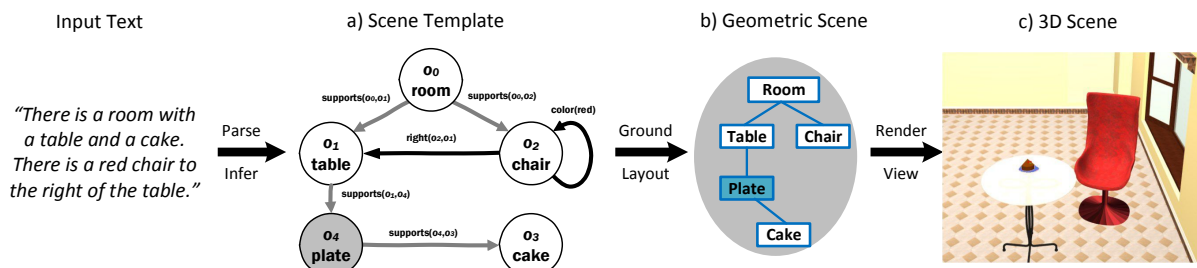 Input Text
a) Scene Template
b) Geometric Scene
c) 3D Scene
“There is a room with
a table and a cake.
There is a red chair to
the right of the table.”
Parse
Infer
o₀
room
supports(o₀,o₁)
supports(o₀,o₂)
color(red)
o₁
table
right(o₂,o₁)
o₂
chair
supports(o₁,o₄)
o₄
plate
supports(o₄,o₃)
o₃
cake
Ground
Layout
Room
Table
Chair
Plate
Cake
Render
View